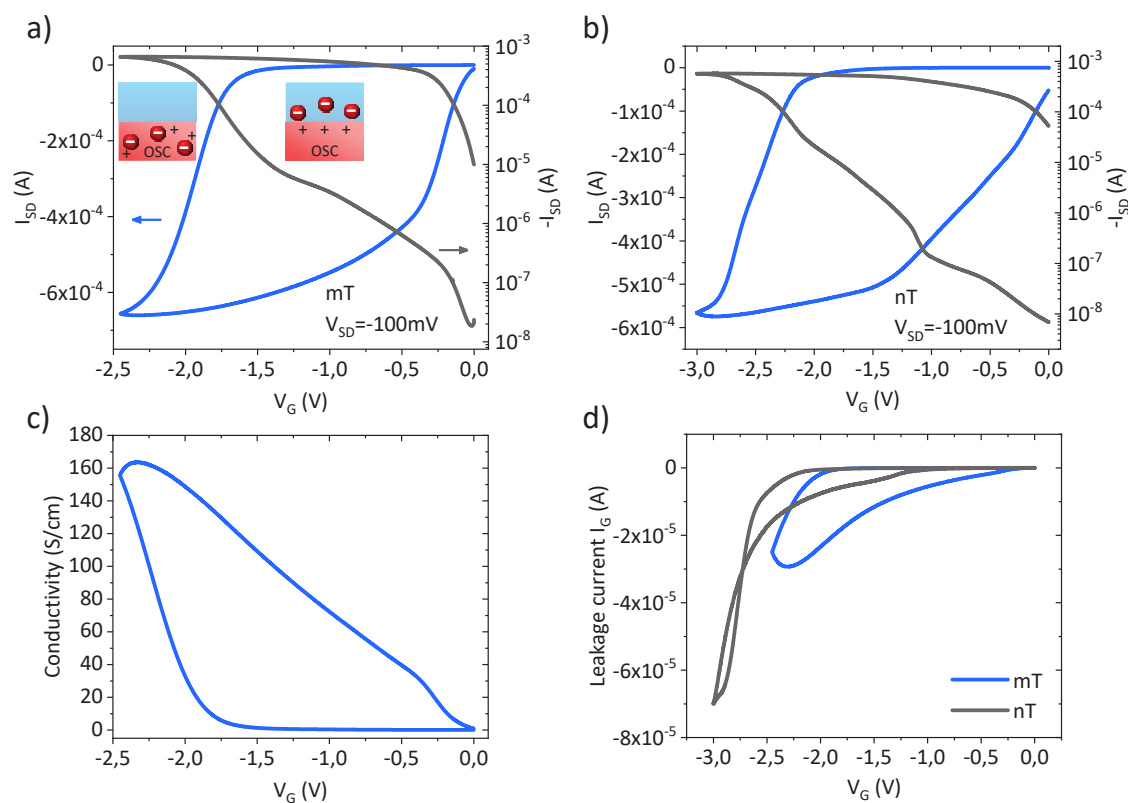 a)
0
-2x10⁻⁴
-4x10⁻⁴
-6x10⁻⁴
I_SD (A)
10⁻³
10⁻⁴
10⁻⁵
10⁻⁶
10⁻⁷
10⁻⁸
-I_SD (A)
+
+ +
+ OSC
+ + +
OSC
mT
V_SD=-100mV
-2,5 -2,0 -1,5 -1,0 -0,5 0,0
V_G (V)
b)
0
-1x10⁻⁴
-2x10⁻⁴
-3x10⁻⁴
-4x10⁻⁴
-5x10⁻⁴
-6x10⁻⁴
I_SD (A)
10⁻³
10⁻⁴
10⁻⁵
10⁻⁶
10⁻⁷
10⁻⁸
-I_SD (A)
nT
V_SD=-100mV
-3,0 -2,5 -2,0 -1,5 -1,0 -0,5 0,0
V_G (V)
c)
180
160
140
120
100
80
60
40
20
0
Conductivity (S/cm)
-2,5 -2,0 -1,5 -1,0 -0,5 0,0
V_G (V)
d)
0
-2x10⁻⁵
-4x10⁻⁵
-6x10⁻⁵
-8x10⁻⁵
Leakage current I_G (A)
mT
nT
-3,0 -2,5 -2,0 -1,5 -1,0 -0,5 0,0
V_G (V)